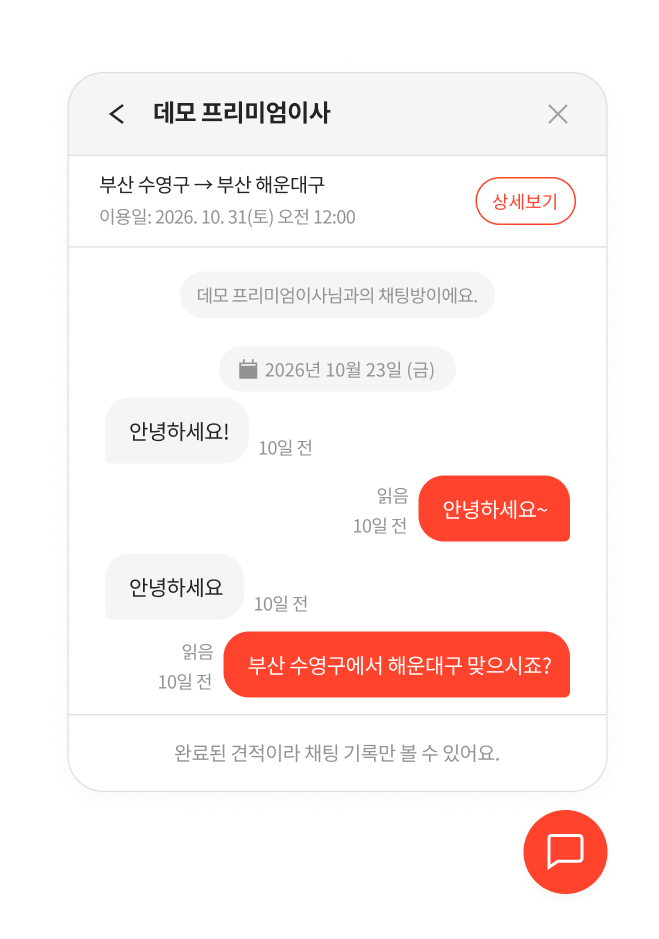 데모 프리미엄이사
부산 수영구 → 부산 해운대구
이용일: 2026. 10. 31(토) 오전 12:00
상세보기
데모 프리미엄이사님과의 채팅방이에요.
2026년 10월 23일 (금)
안녕하세요!
10일 전
읽음
10일 전
안녕하세요~
안녕하세요
10일 전
읽음
10일 전
부산 수영구에서 해운대구 맞으시죠?
완료된 견적이라 채팅 기록만 볼 수 있어요.